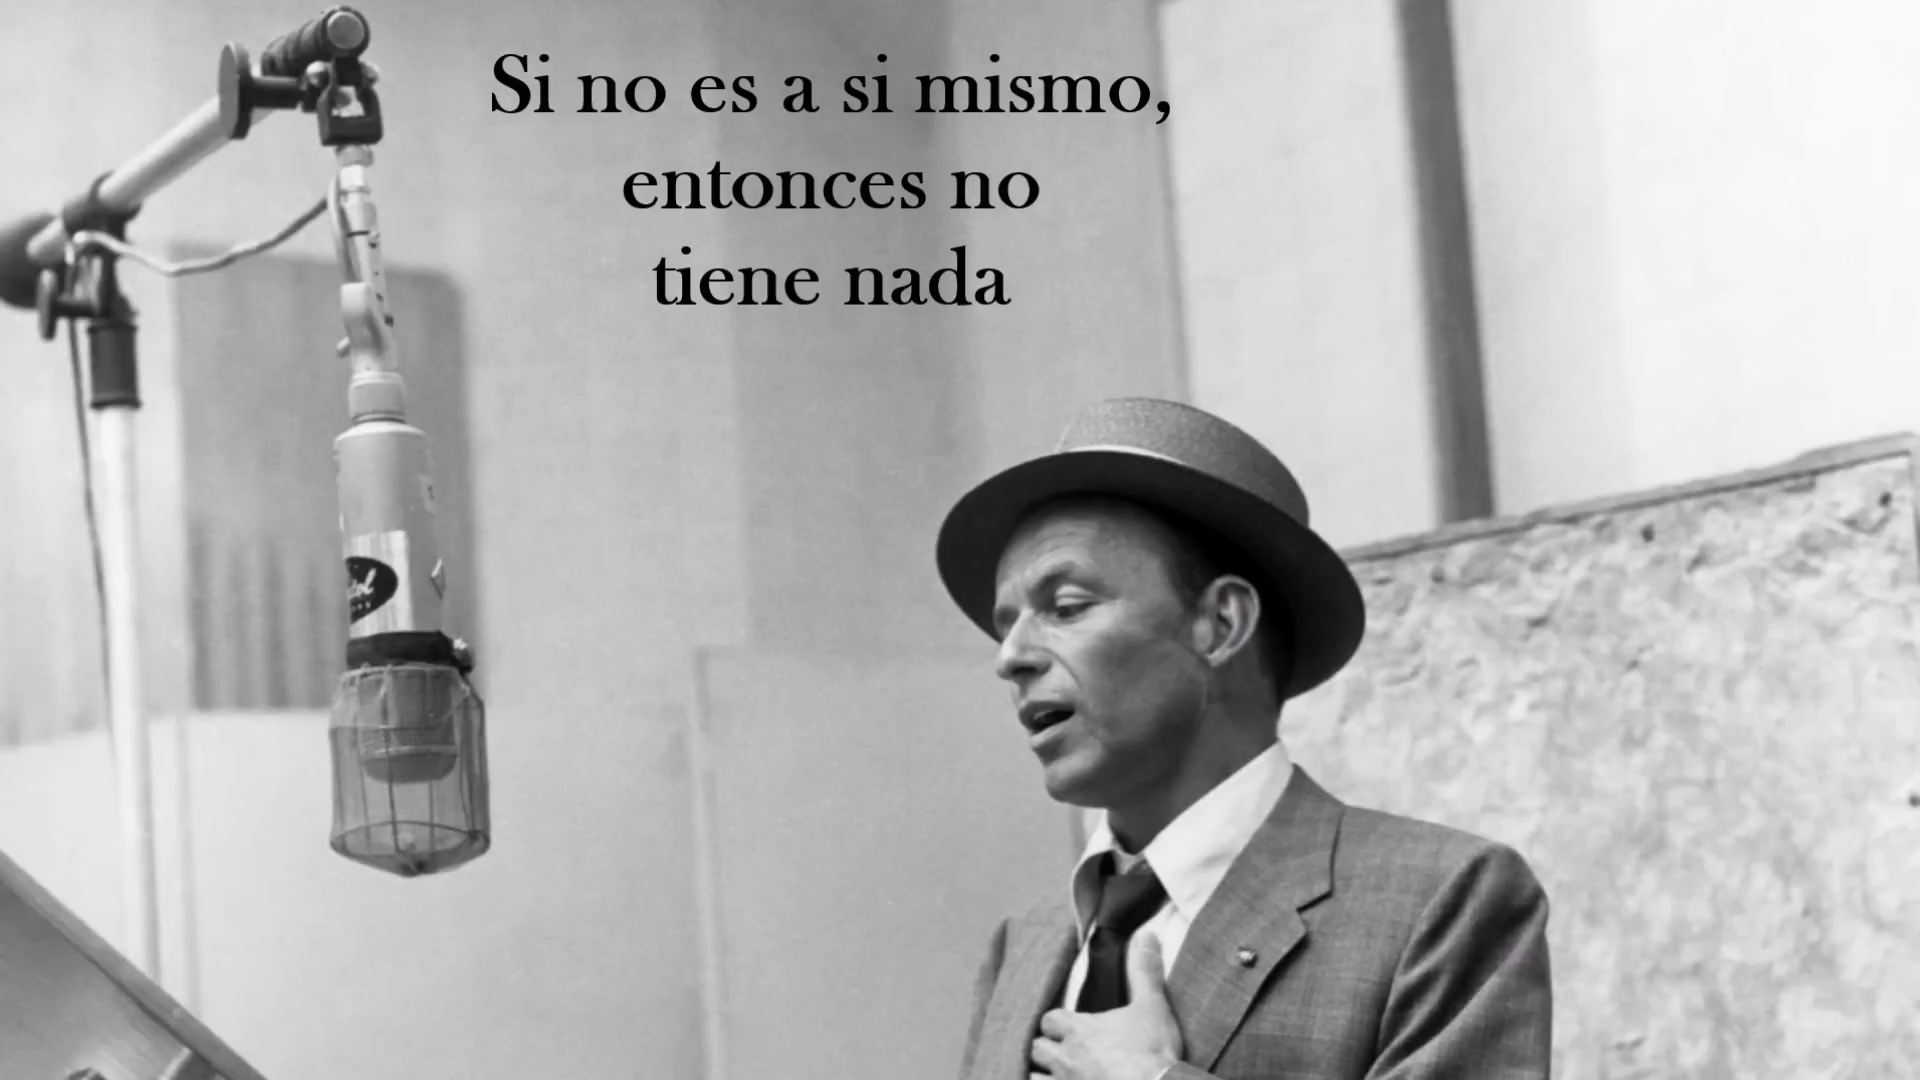 Si no es a si mismo,
entonces no
tiene nada